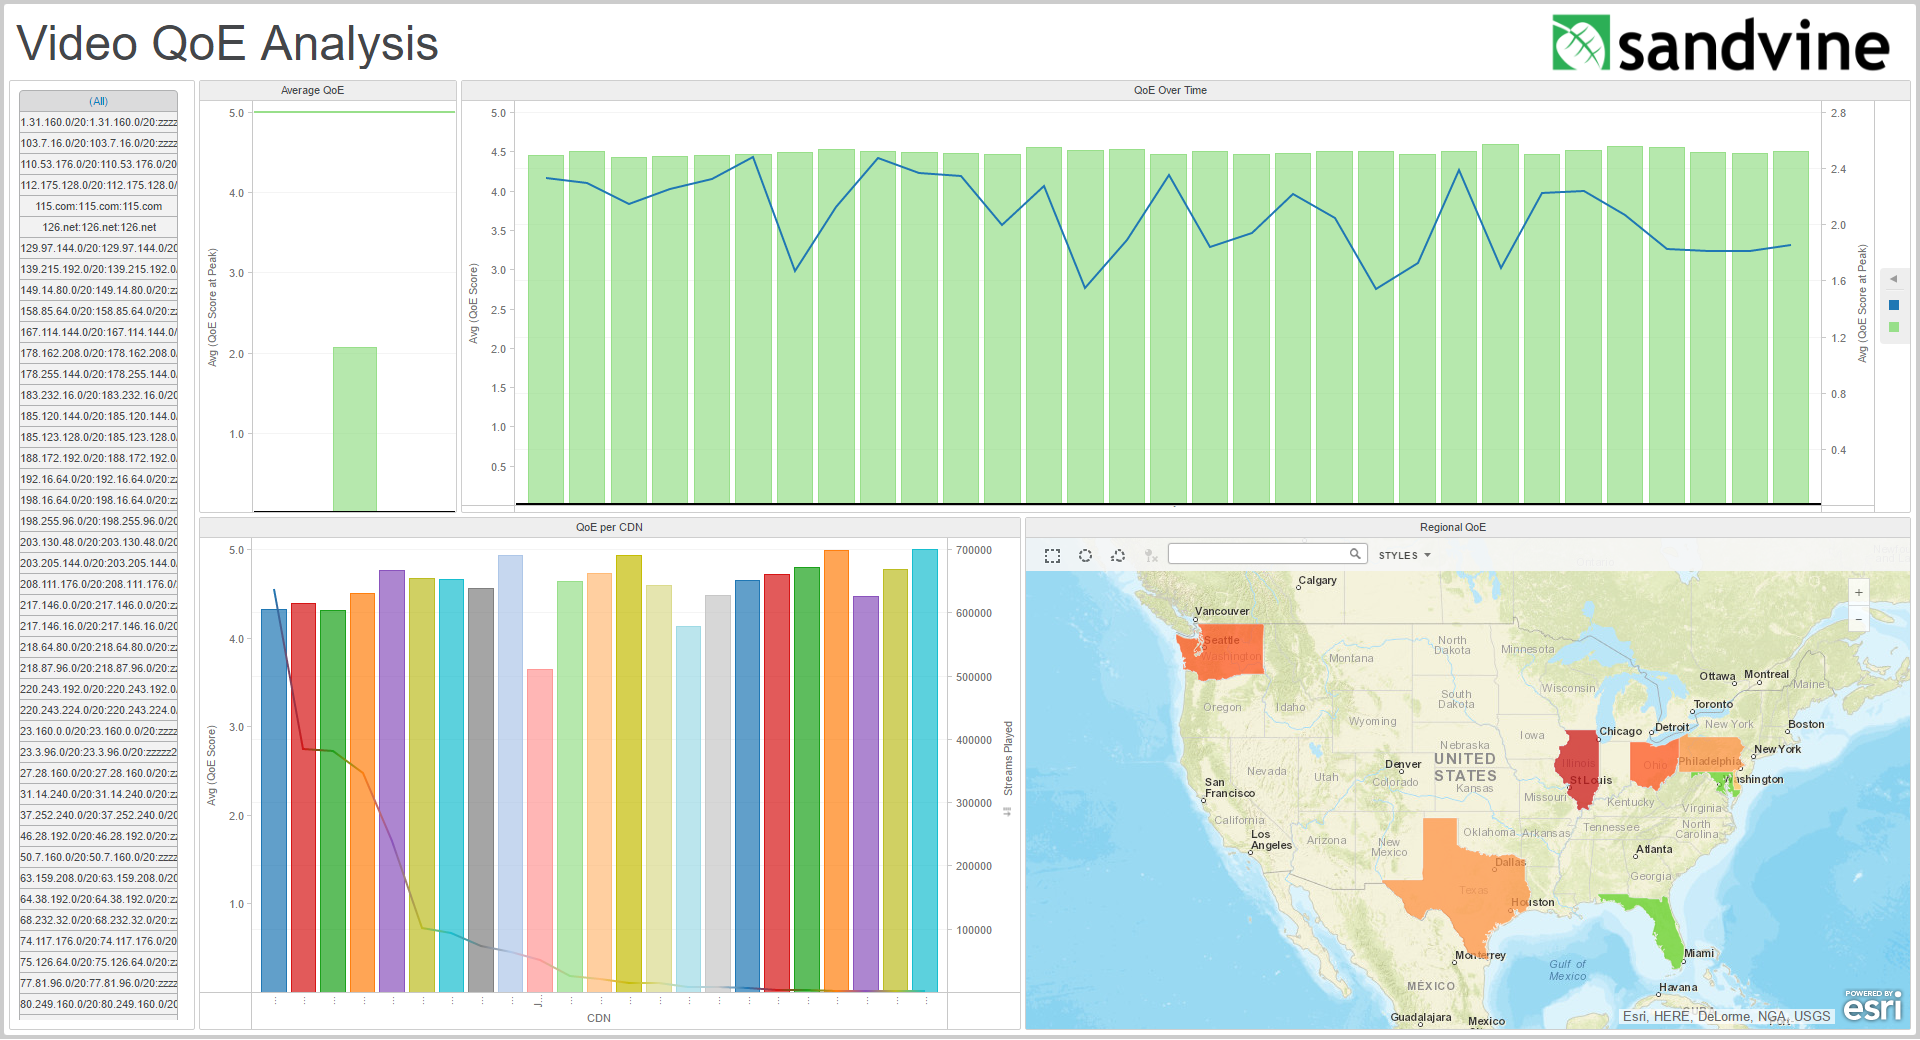 Video QoE Analysis
sandvine
(All)
1.31.160.0/20:1.31.160.0/20:zzzz
103.7.16.0/20:103.7.16.0/20:zzzz
110.53.176.0/20:110.53.176.0/20
112.175.128.0/20:112.175.128.0/
115.com:115.com:115.com
126.net:126.net:126.net
129.97.144.0/20:129.97.144.0/20
139.215.192.0/20:139.215.192.0/
149.14.80.0/20:149.14.80.0/20:zz
158.85.64.0/20:158.85.64.0/20:zz
167.114.144.0/20:167.114.144.0/
178.162.208.0/20:178.162.208.0/
178.255.144.0/20:178.255.144.0/
183.232.16.0/20:183.232.16.0/20
185.120.144.0/20:185.120.144.0/
185.123.128.0/20:185.123.128.0/
188.172.192.0/20:188.172.192.0/
192.16.64.0/20:192.16.64.0/20:zz
198.16.64.0/20:198.16.64.0/20:zz
198.255.96.0/20:198.255.96.0/20
203.130.48.0/20:203.130.48.0/20
203.205.144.0/20:203.205.144.0/
208.111.176.0/20:208.111.176.0/
217.146.0.0/20:217.146.0.0/20:zz
217.146.16.0/20:217.146.16.0/20
218.64.80.0/20:218.64.80.0/20:zz
218.87.96.0/20:218.87.96.0/20:zz
220.243.192.0/20:220.243.192.0/
220.243.224.0/20:220.243.224.0/
23.160.0.0/20:23.160.0.0/20:zzzz
23.3.96.0/20:23.3.96.0/20:zzzzz2
27.28.160.0/20:27.28.160.0/20:zz
31.14.240.0/20:31.14.240.0/20:zz
37.252.240.0/20:37.252.240.0/20
46.28.192.0/20:46.28.192.0/20:zz
50.7.160.0/20:50.7.160.0/20:zzzz
63.159.208.0/20:63.159.208.0/20
64.38.192.0/20:64.38.192.0/20:zz
68.232.32.0/20:68.232.32.0/20:zz
74.117.176.0/20:74.117.176.0/20
75.126.64.0/20:75.126.64.0/20:zz
77.81.96.0/20:77.81.96.0/20:zzzz
80.249.160.0/20:80.249.160.0/20
Average QoE
Avg (QoE Score at Peak)
5.0
4.0
3.0
2.0
1.0
QoE Over Time
Avg (QoE Score)
5.0
4.5
4.0
3.5
3.0
2.5
2.0
1.5
1.0
0.5
2.8
2.4
2.0
1.6
1.2
0.8
0.4
Avg (QoE Score at Peak)
QoE per CDN
Avg (QoE Score)
5.0
4.0
3.0
2.0
1.0
700000
600000
500000
400000
300000
200000
100000
Streams Played
J...
CDN
Regional QoE
STYLES
+
−
Calgary
Vancouver
Seattle
Washington
North
Dakota
Montana
Minnesota
Ottawa
Montreal
Maine
Oregon
Idaho
South
Dakota
Wisconsin
Toronto
Wyoming
Iowa
Chicago
Detroit
New York
Boston
Nebraska
New York
UNITED
STATES
Denver
Colorado
Kansas
Nevada
Utah
Illinois
Ohio
Philadelphia
Washington
San
Francisco
St Louis
Missouri
Kentucky
Virginia
California
Los
Angeles
Arizona
New
Mexico
Oklahoma
Arkansas
Tennessee
North
Carolina
Atlanta
Georgia
Dallas
Texas
Houston
Monterrey
Miami
Gulf of
Mexico
MÉXICO
Havana
CUBA
Guadalajara
Mexico
Esri, HERE, DeLorme, NGA, USGS
POWERED BY
esri